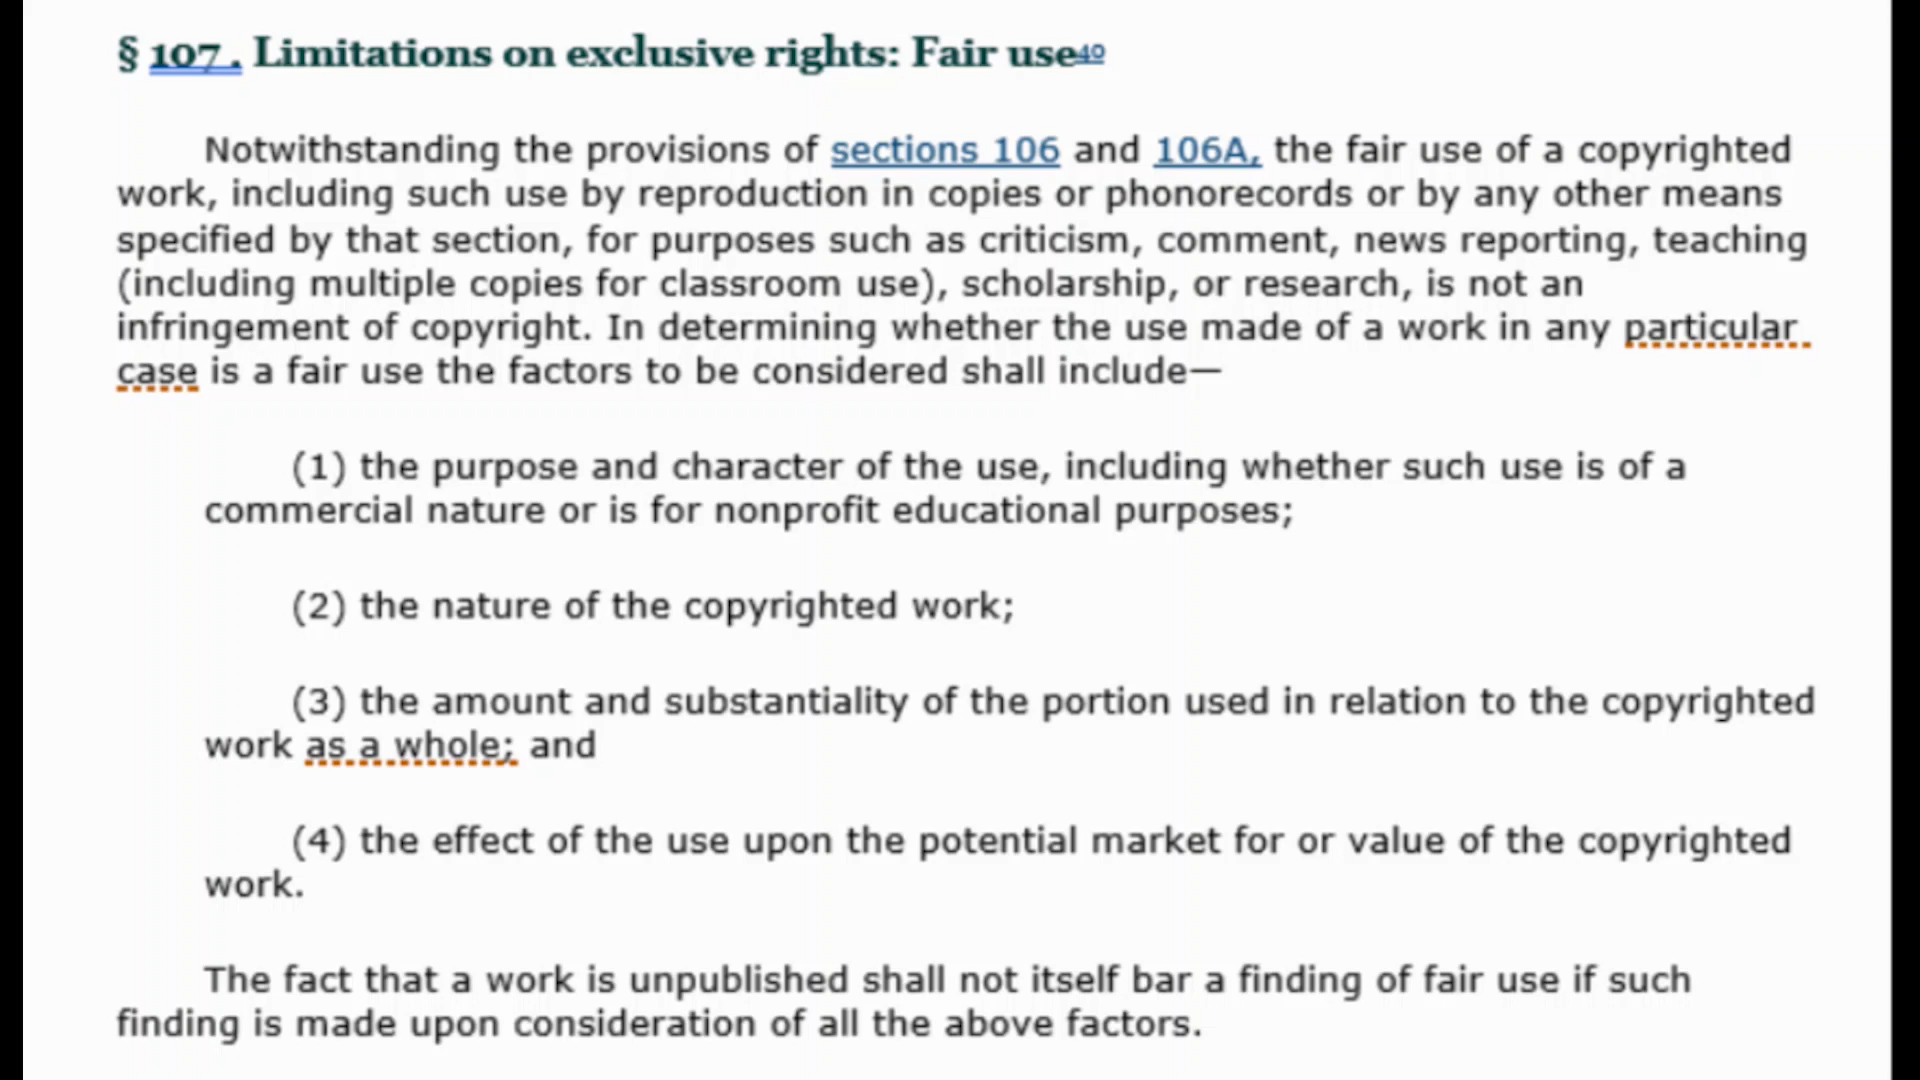 § 107 . Limitations on exclusive rights: Fair use40
Notwithstanding the provisions of sections 106 and 106A, the fair use of a copyrighted
work, including such use by reproduction in copies or phonorecords or by any other means
specified by that section, for purposes such as criticism, comment, news reporting, teaching
(including multiple copies for classroom use), scholarship, or research, is not an
infringement of copyright. In determining whether the use made of a work in any particular
case is a fair use the factors to be considered shall include—
(1) the purpose and character of the use, including whether such use is of a
commercial nature or is for nonprofit educational purposes;
(2) the nature of the copyrighted work;
(3) the amount and substantiality of the portion used in relation to the copyrighted
work as a whole; and
(4) the effect of the use upon the potential market for or value of the copyrighted
work.
The fact that a work is unpublished shall not itself bar a finding of fair use if such
finding is made upon consideration of all the above factors.